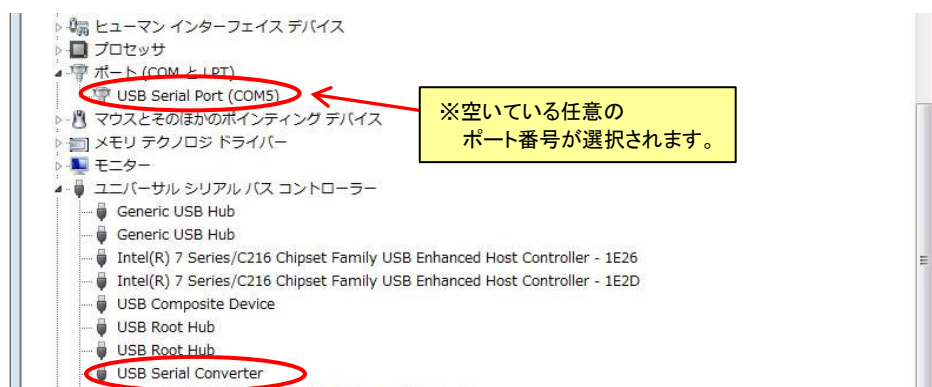 ヒューマン インターフェイス デバイス
プロセッサ
ポート (COM と LPT)
USB Serial Port (COM5)
※空いている任意の
ポート番号が選択されます。
マウスとそのほかのポインティング デバイス
メモリ テクノロジ ドライバー
モニター
ユニバーサル シリアル バス コントローラー
Generic USB Hub
Generic USB Hub
Intel(R) 7 Series/C216 Chipset Family USB Enhanced Host Controller - 1E26
Intel(R) 7 Series/C216 Chipset Family USB Enhanced Host Controller - 1E2D
USB Composite Device
USB Root Hub
USB Root Hub
USB Serial Converter